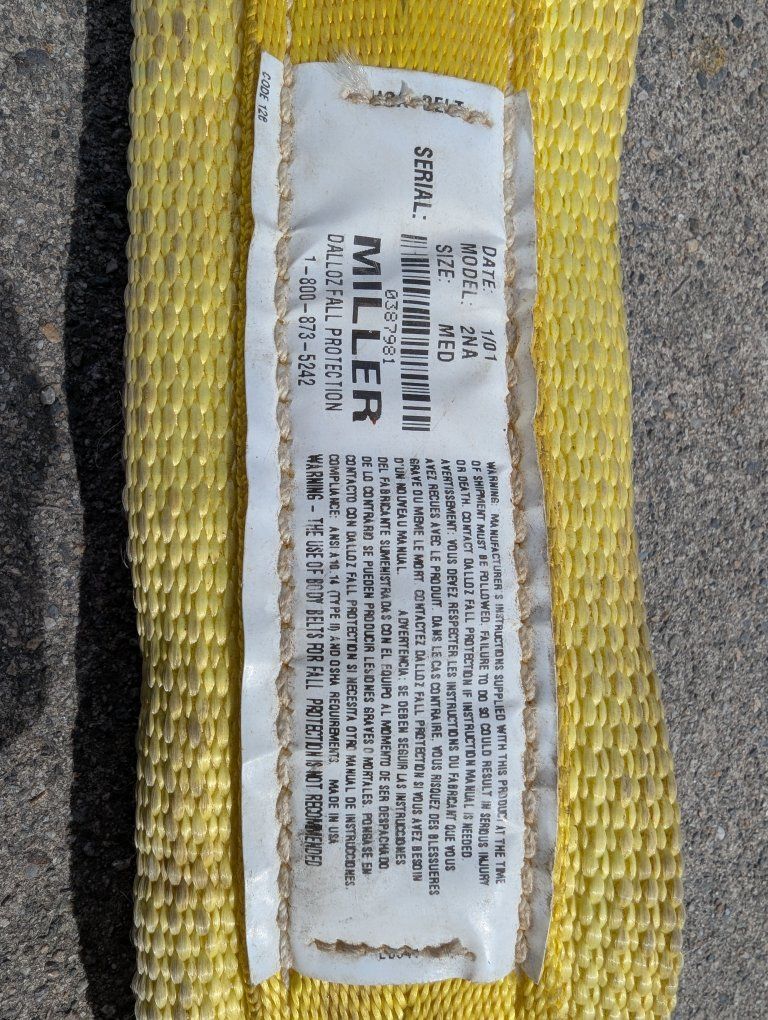 CODE 128
BELT
DATE: 1/01
MODEL: 2NA
SIZE: MED
SERIAL:
0387981
MILLER
DALLOZ FALL PROTECTION
1-800-873-5242
WARNING: MANUFACTURER'S INSTRUCTIONS SUPPLIED WITH THIS PRODUCT AT THE TIME
OF SHIPMENT MUST BE FOLLOWED. FAILURE TO DO SO COULD RESULT IN SERIOUS INJURY
OR DEATH. CONTACT DALLOZ FALL PROTECTION IF INSTRUCTION MANUAL IS NEEDED.
AVERTISSEMENT: VOUS DEVEZ RESPECTER LES INSTRUCTIONS DU FABRICANT QUE VOUS
AVEZ RECUES AVEC LE PRODUIT. DANS LE CAS CONTRAIRE, VOUS RISQUEZ DES BLESSUERES
GRAVE OU MEME LE MORT. CONTACTEZ DALLOZ FALL PROTECTION SI VOUS AVEZ BESOIN
D'UN NOUVEAU MANUAL. ADVERTENCIA: SE DEBEN SEGUIR LAS INSTRUCCIONES
DEL FABRICANTE SUMINISTRADAS CON EL EQUIPO AL MOMENTO DE SER DESPACHADO
DE LO CONTRARIO SE PUEDEN PRODUCIR LESIONES GRAVES O MORTALES. PONGASE EN
CONTACTO CON DALLOZ FALL PROTECTION SI NECESITA OTRO MANUAL DE INSTRUCCIONES.
COMPLIANCE: ANSI A10.14 (TYPE II) AND OSHA REQUIREMENTS. MADE IN USA
WARNING - THE USE OF BODY BELTS FOR FALL PROTECTION IS NOT RECOMMENDED